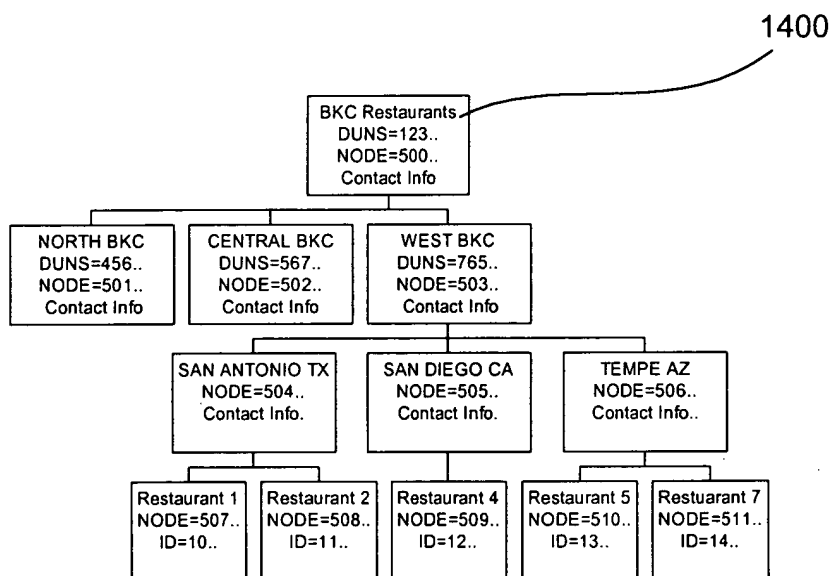 1400
BKC Restaurants
DUNS=123..
NODE=500..
Contact Info
NORTH BKC
DUNS=456..
NODE=501..
Contact Info
CENTRAL BKC
DUNS=567..
NODE=502..
Contact Info
WEST BKC
DUNS=765..
NODE=503..
Contact Info
SAN ANTONIO TX
NODE=504..
Contact Info.
SAN DIEGO CA
NODE=505..
Contact Info.
TEMPE AZ
NODE=506..
Contact Info..
Restaurant 1
NODE=507..
ID=10..
Restaurant 2
NODE=508..
ID=11..
Restaurant 4
NODE=509..
ID=12..
Restaurant 5
NODE=510..
ID=13..
Restuarant 7
NODE=511..
ID=14..